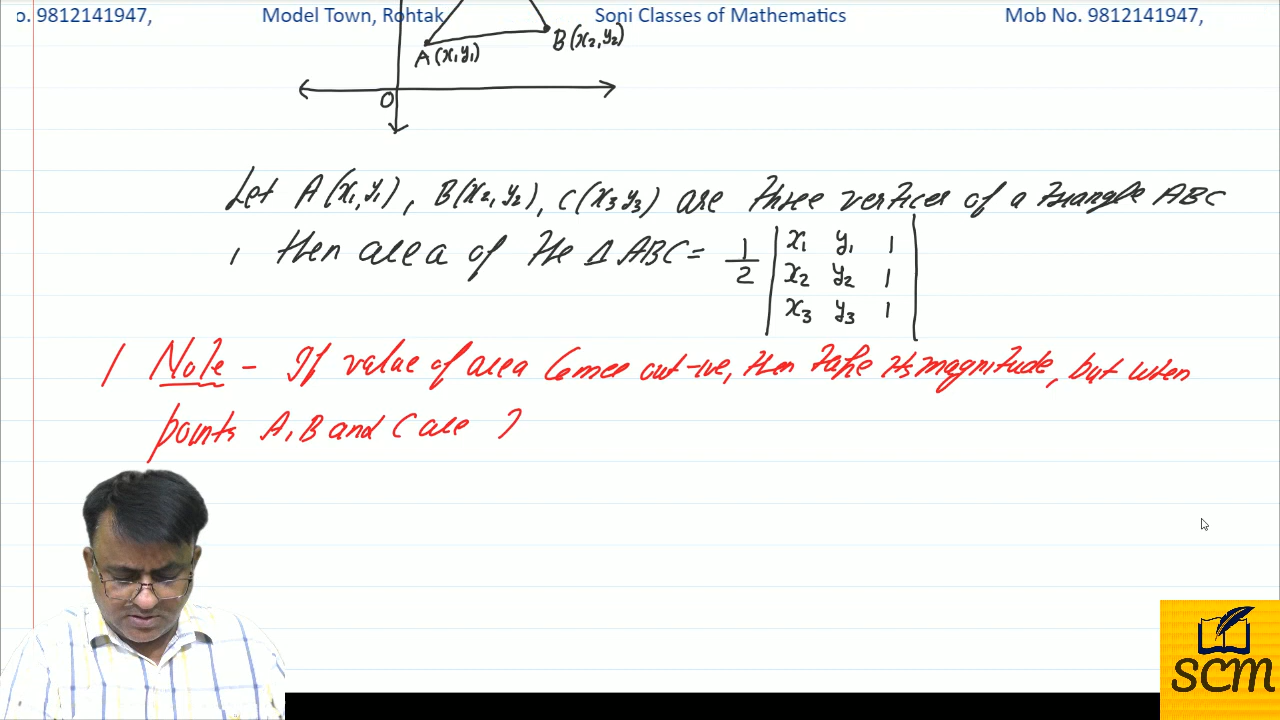 o. 9812141947, Model Town, Rohtak Soni Classes of Mathematics Mob No. 9812141947,
A(x₁,y₁) B(x₂,y₂)
O
Let A(x₁,y₁), B(x₂,y₂), C(x₃ y₃) are three vertices of a triangle ABC
, then area of the Δ ABC = 1/2 | x₁ y₁ 1
x₂ y₂ 1
x₃ y₃ 1 |
1 Note - If value of area Comes out -ive, then take its magnitude, but when
points A, B and C are
SCM